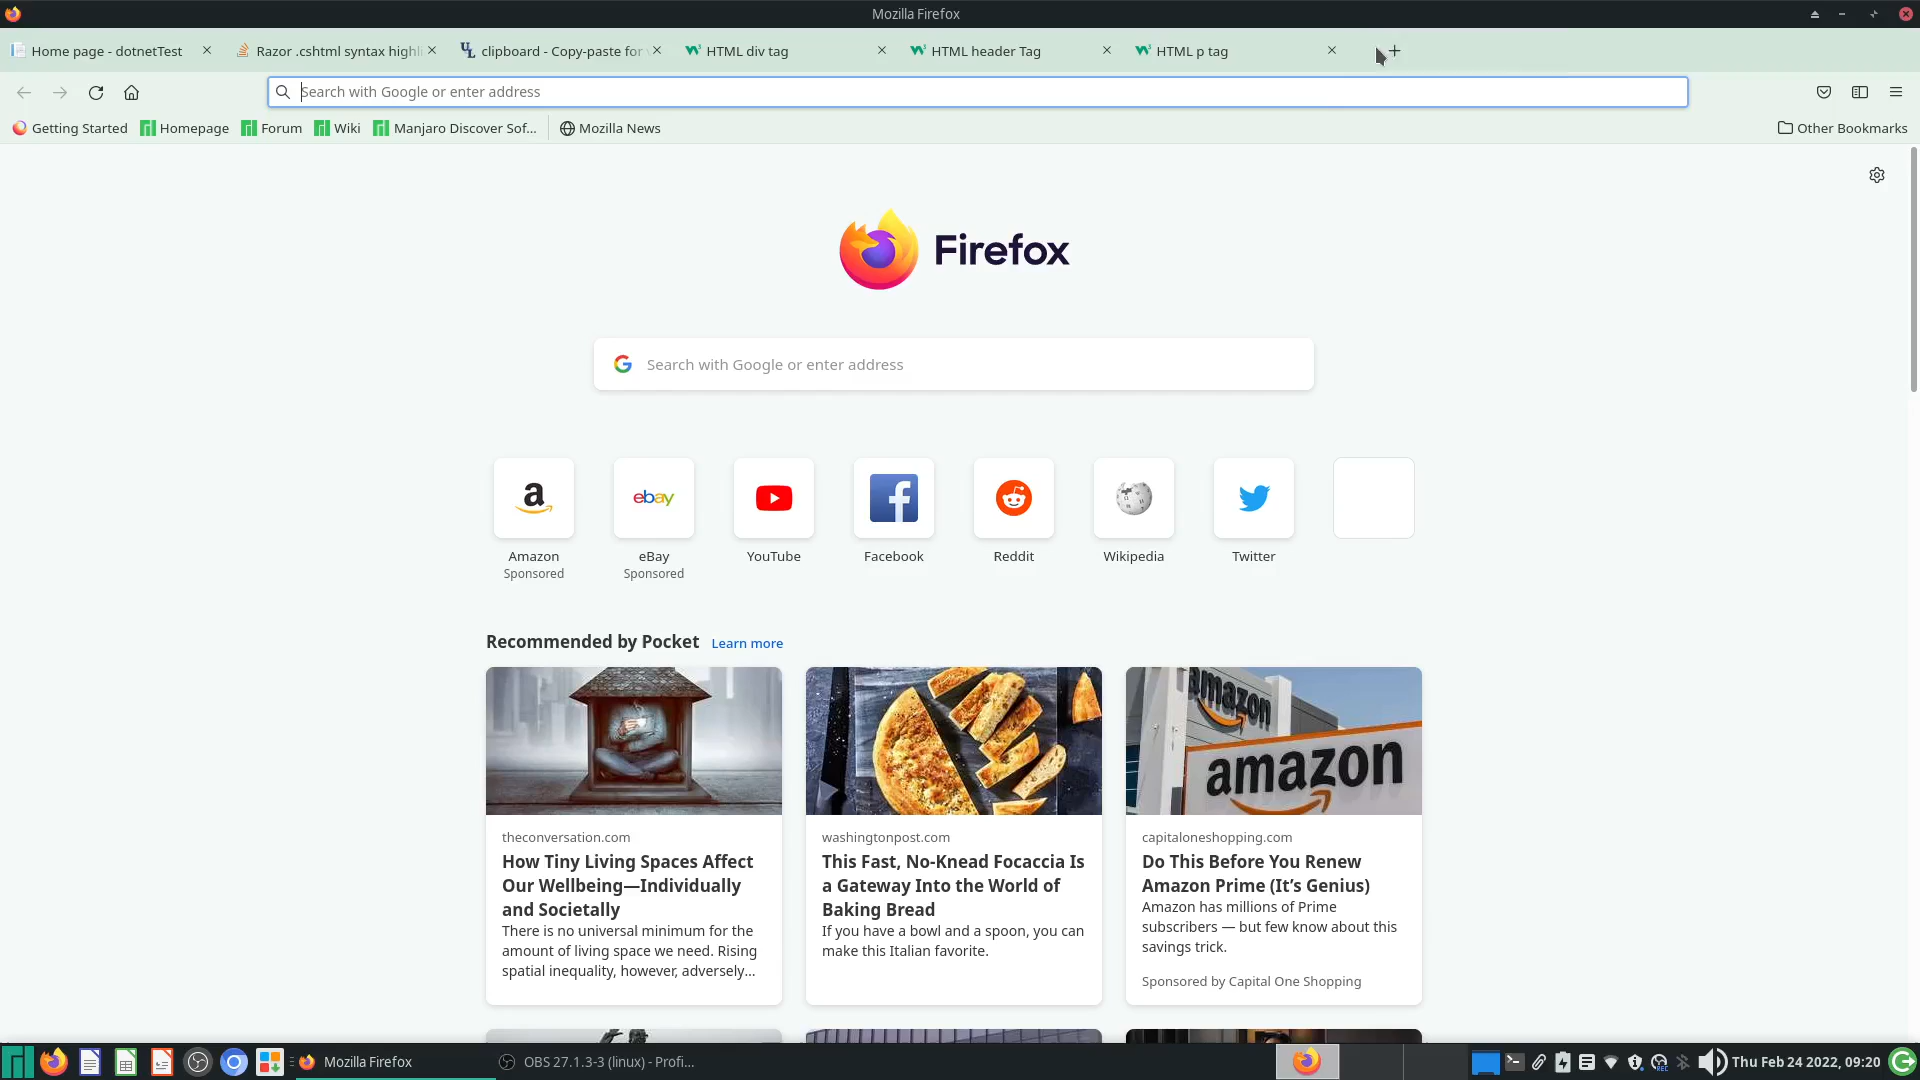 Mozilla Firefox
Home page - dotnetTest
Razor .cshtml syntax highli
clipboard - Copy-paste for
HTML div tag
HTML header Tag
HTML p tag
Search with Google or enter address
Getting Started
Homepage
Forum
Wiki
Manjaro Discover Sof...
Mozilla News
Other Bookmarks
Firefox
Search with Google or enter address
a
ebay
Amazon
eBay
YouTube
Facebook
Reddit
Wikipedia
Twitter
Sponsored
Sponsored
Recommended by Pocket
Learn more
amazon
amazon
theconversation.com
How Tiny Living Spaces Affect
Our Wellbeing—Individually
and Societally
There is no universal minimum for the
amount of living space we need. Rising
spatial inequality, however, adversely...
washingtonpost.com
This Fast, No-Knead Focaccia Is
a Gateway Into the World of
Baking Bread
If you have a bowl and a spoon, you can
make this Italian favorite.
capitaloneshopping.com
Do This Before You Renew
Amazon Prime (It’s Genius)
Amazon has millions of Prime
subscribers — but few know about this
savings trick.
Sponsored by Capital One Shopping
Mozilla Firefox
OBS 27.1.3-3 (linux) - Profi...
REC
Thu Feb 24 2022, 09:20